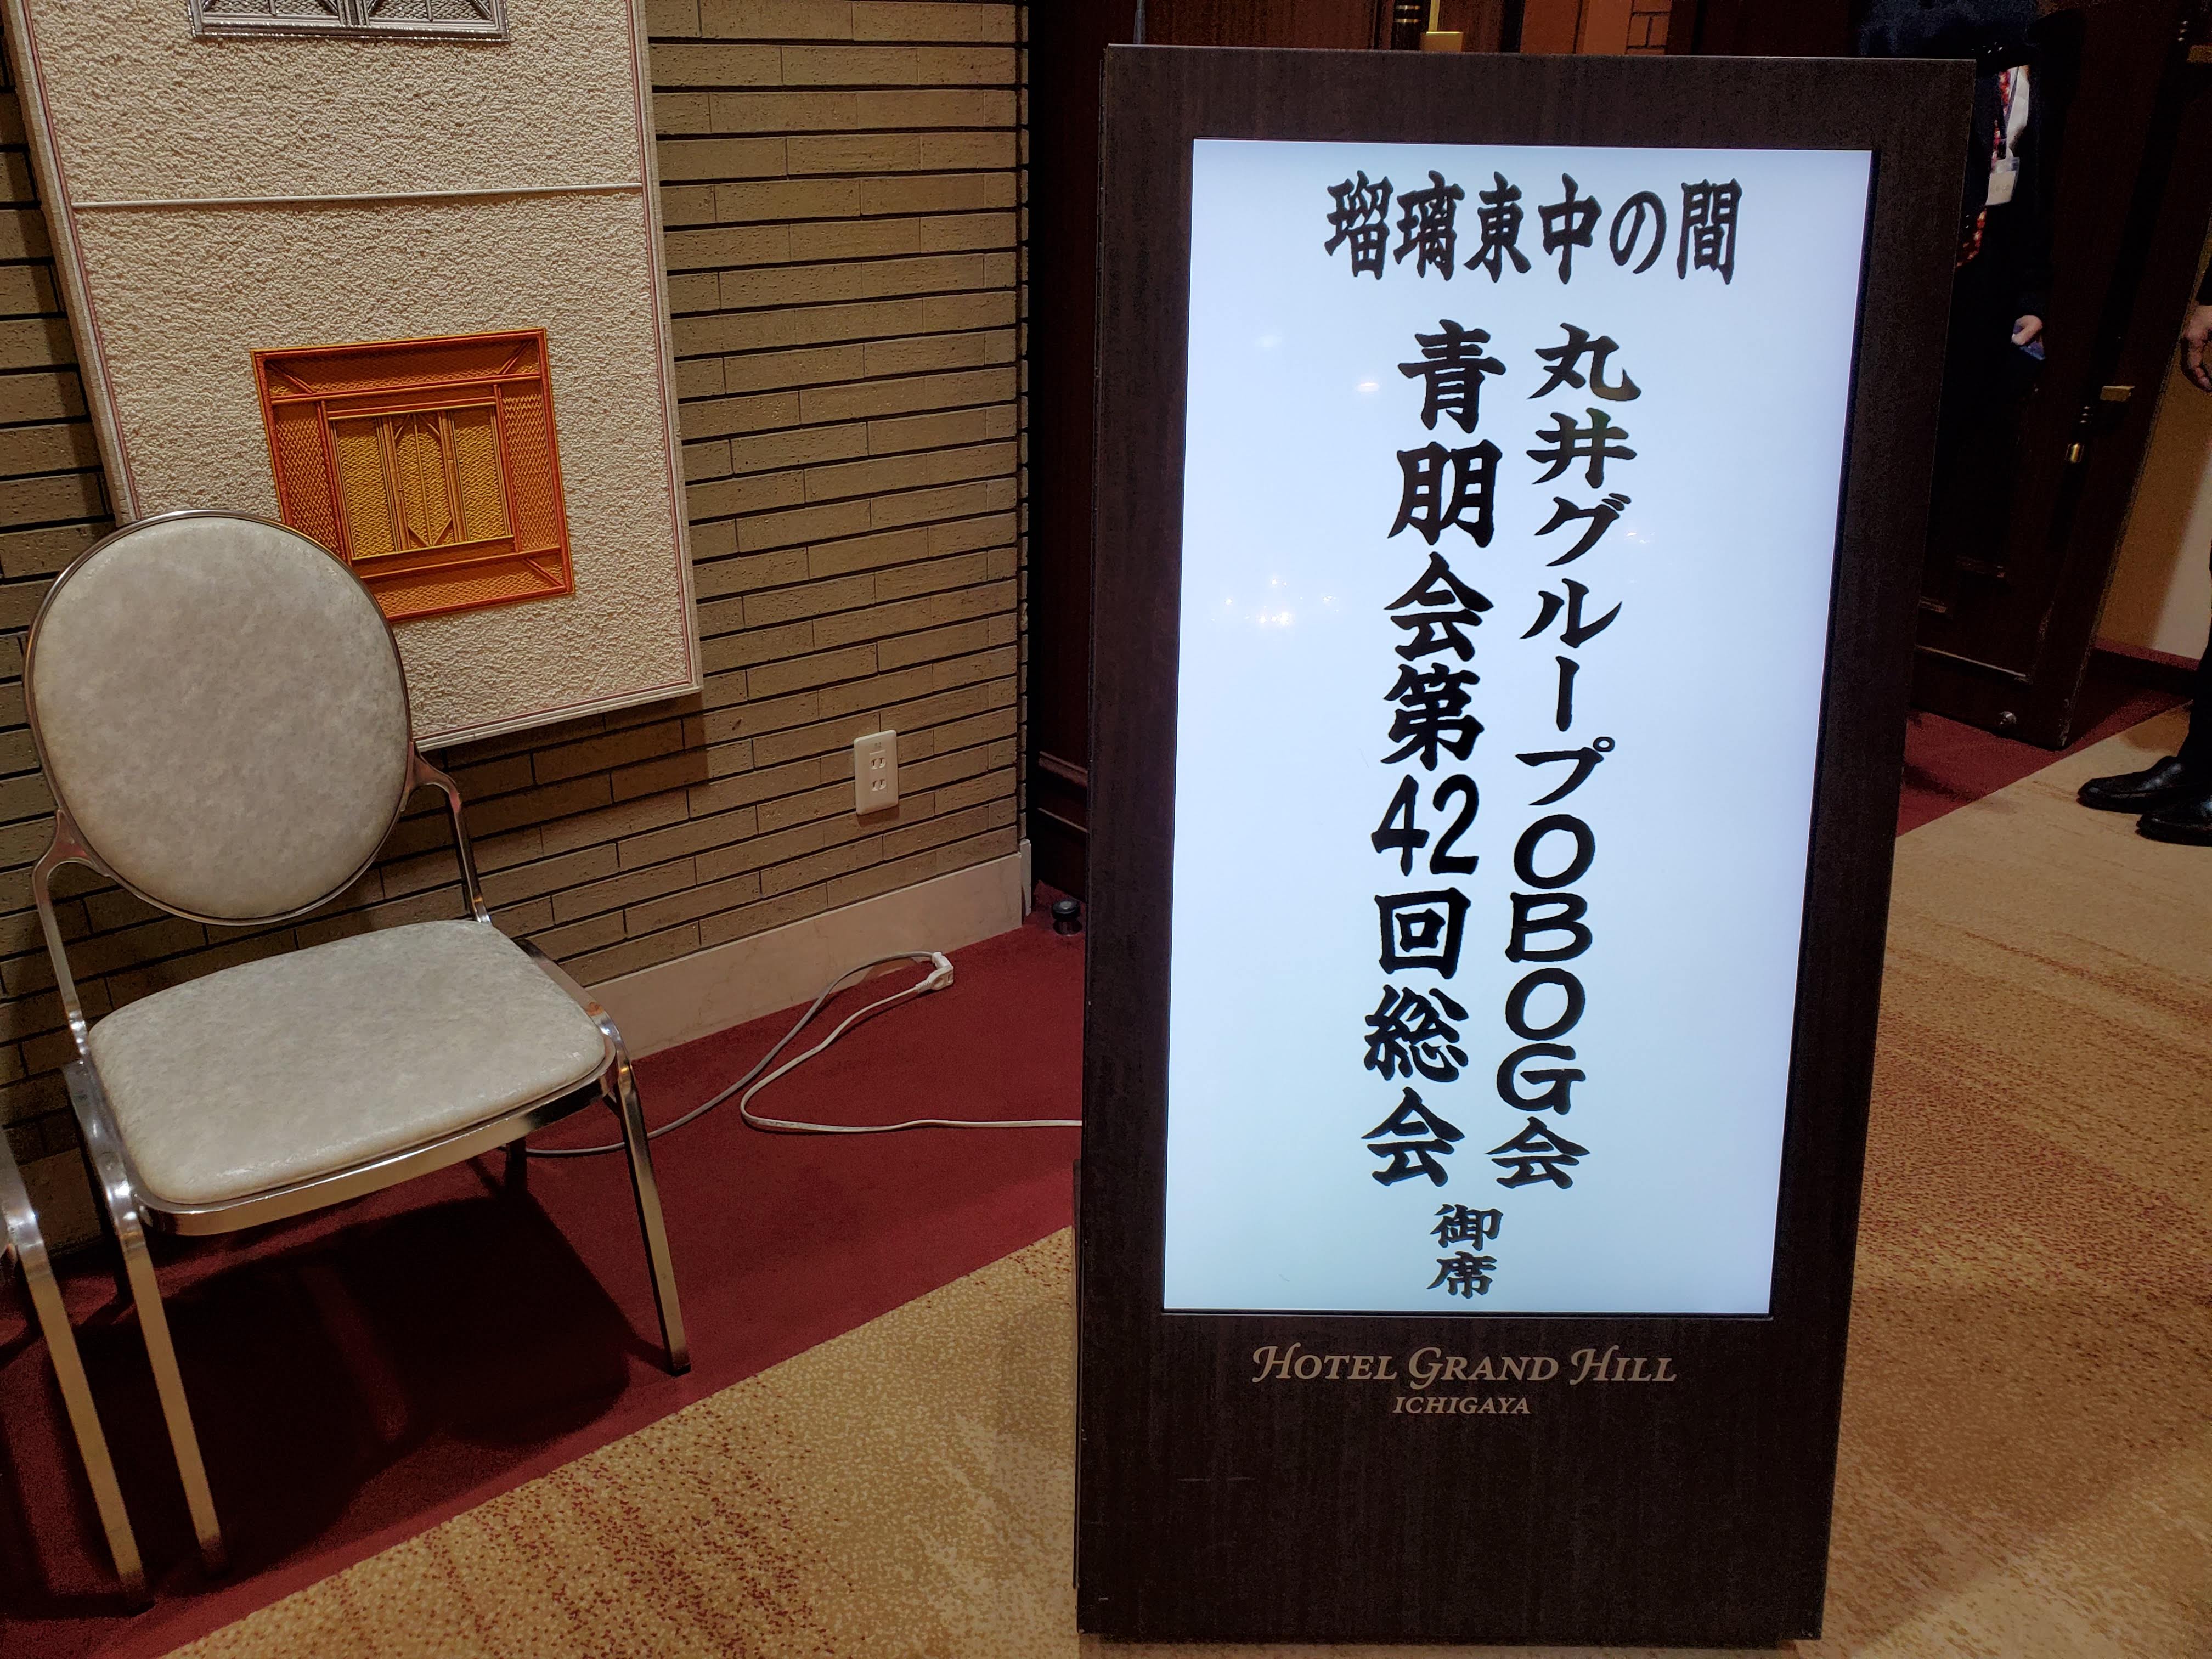 瑠璃東中の間
丸井グループOBOG会
青朋会第42回総会
御席
HOTEL GRAND HILL
ICHIGAYA